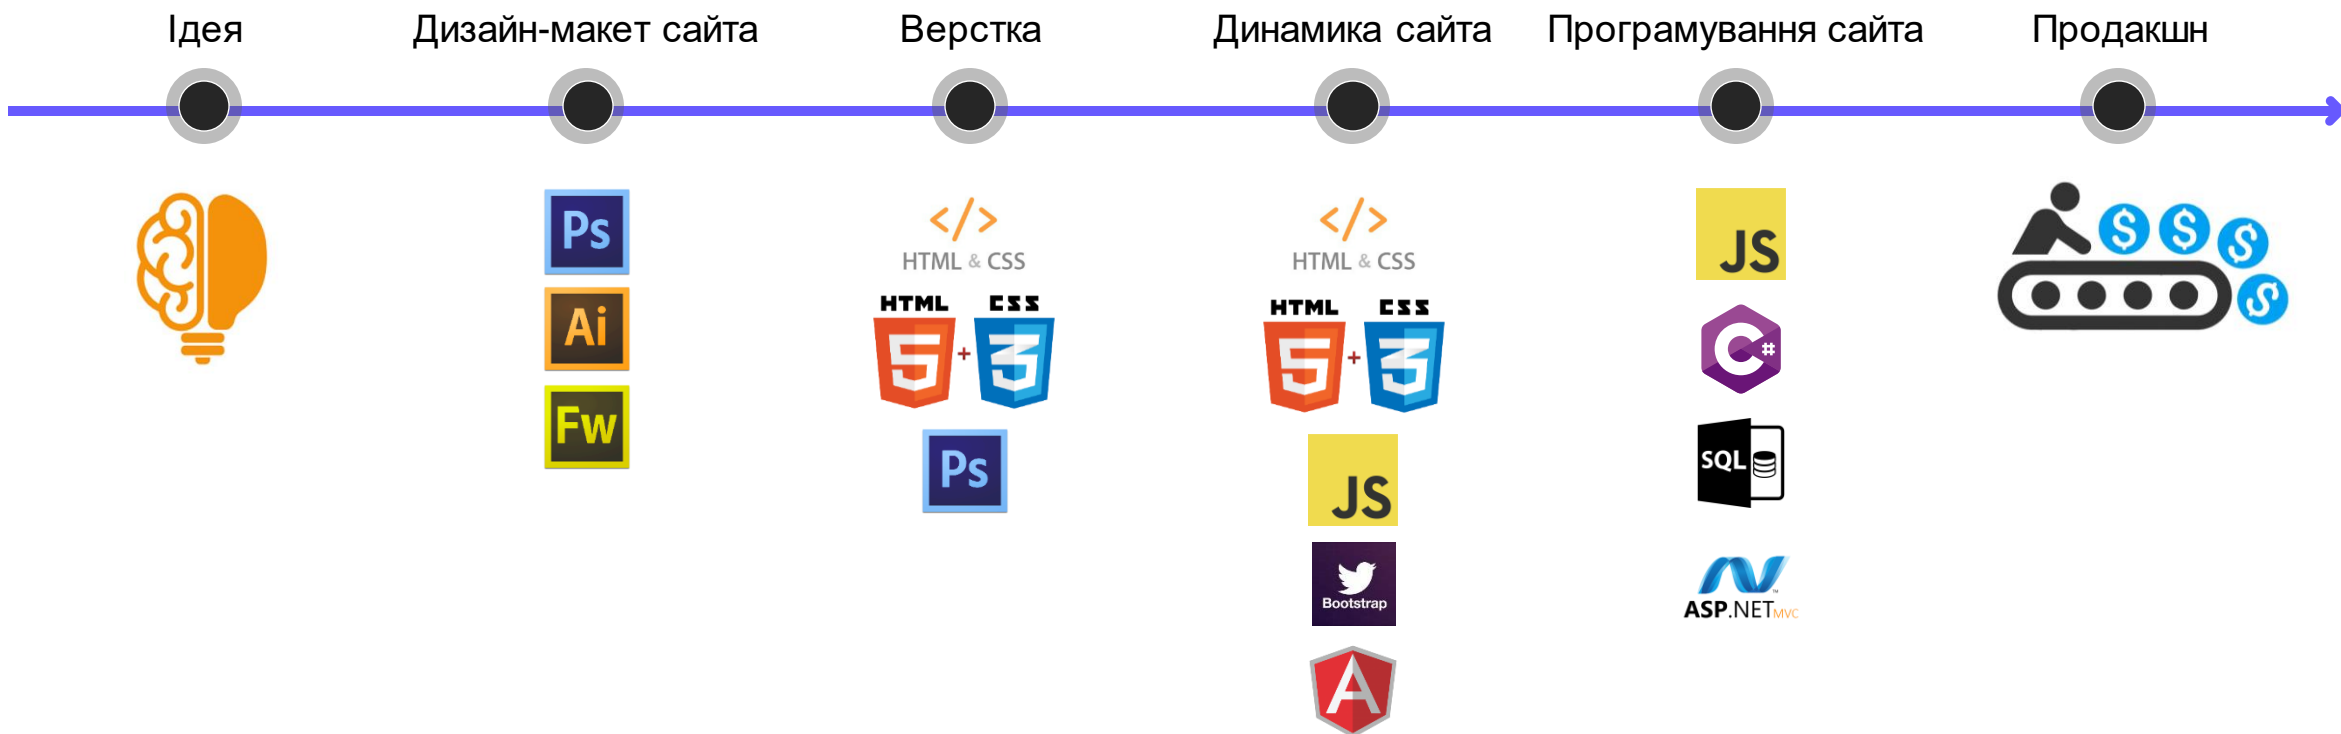 Ідея
Дизайн-макет сайта
Верстка
Динамика сайта
Програмування сайта
Продакшн
Ps
Ai
Fw
</>
HTML & CSS
HTML CSS
5 + 3
Ps
</>
HTML & CSS
HTML CSS
5 + 3
JS
Bootstrap
A
JS
C#
SQL
ASP.NET MVC
$ $ $ $